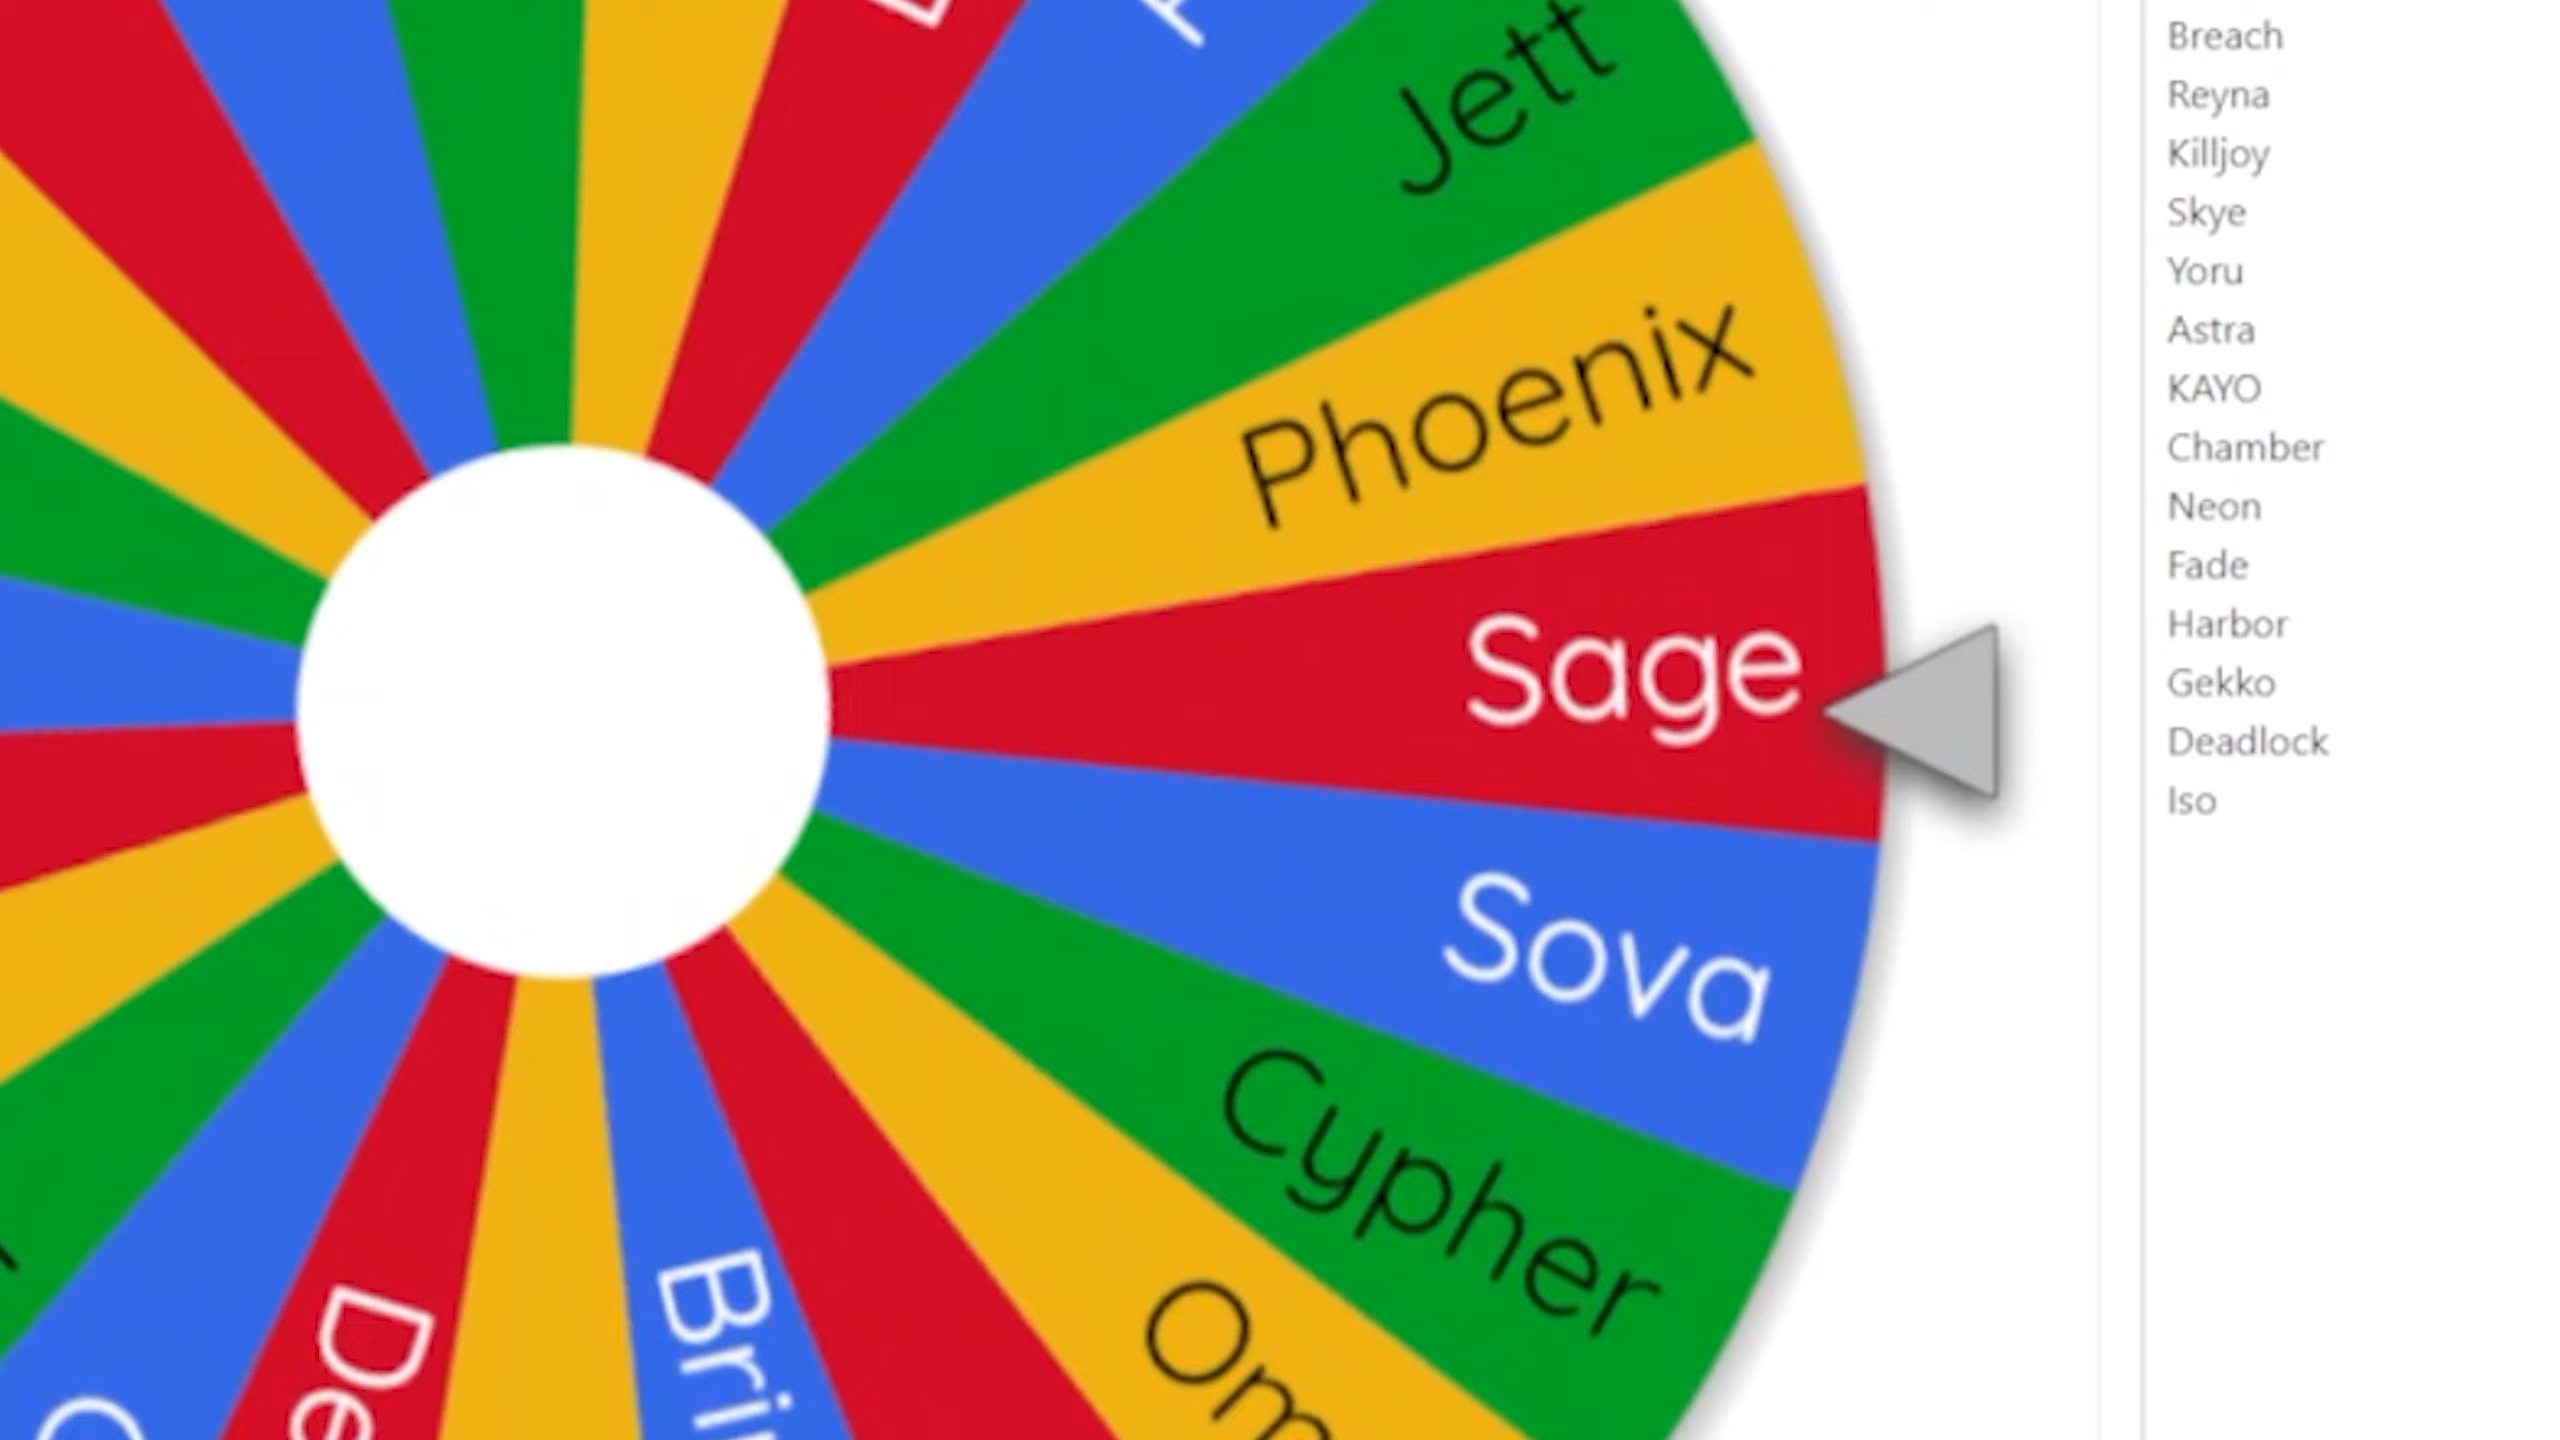 Jett
Phoenix
Sage
Sova
Cypher
Breach
Reyna
Killjoy
Skye
Yoru
Astra
KAYO
Chamber
Neon
Fade
Harbor
Gekko
Deadlock
Iso